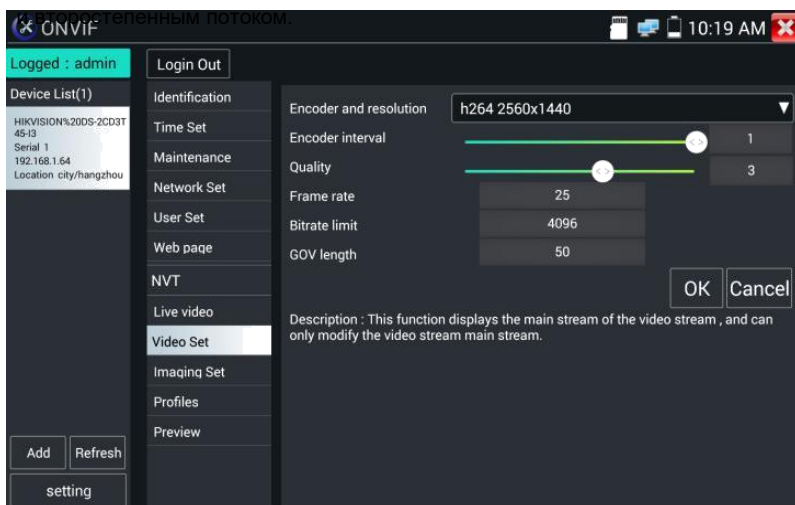 и второстепенным потоком.
ONVIF
10:19 AM
Logged : admin
Login Out
Device List(1)
HIKVISION%20DS-2CD3T
45-I3
Serial 1
192.168.1.64
Location city/hangzhou
Identification
Time Set
Maintenance
Network Set
User Set
Web page
NVT
Live video
Video Set
Imaging Set
Profiles
Preview
Encoder and resolution h264 2560x1440
Encoder interval 1
Quality 3
Frame rate 25
Bitrate limit 4096
GOV length 50
OK Cancel
Description : This function displays the main stream of the video stream , and can
only modify the video stream main stream.
Add Refresh
setting